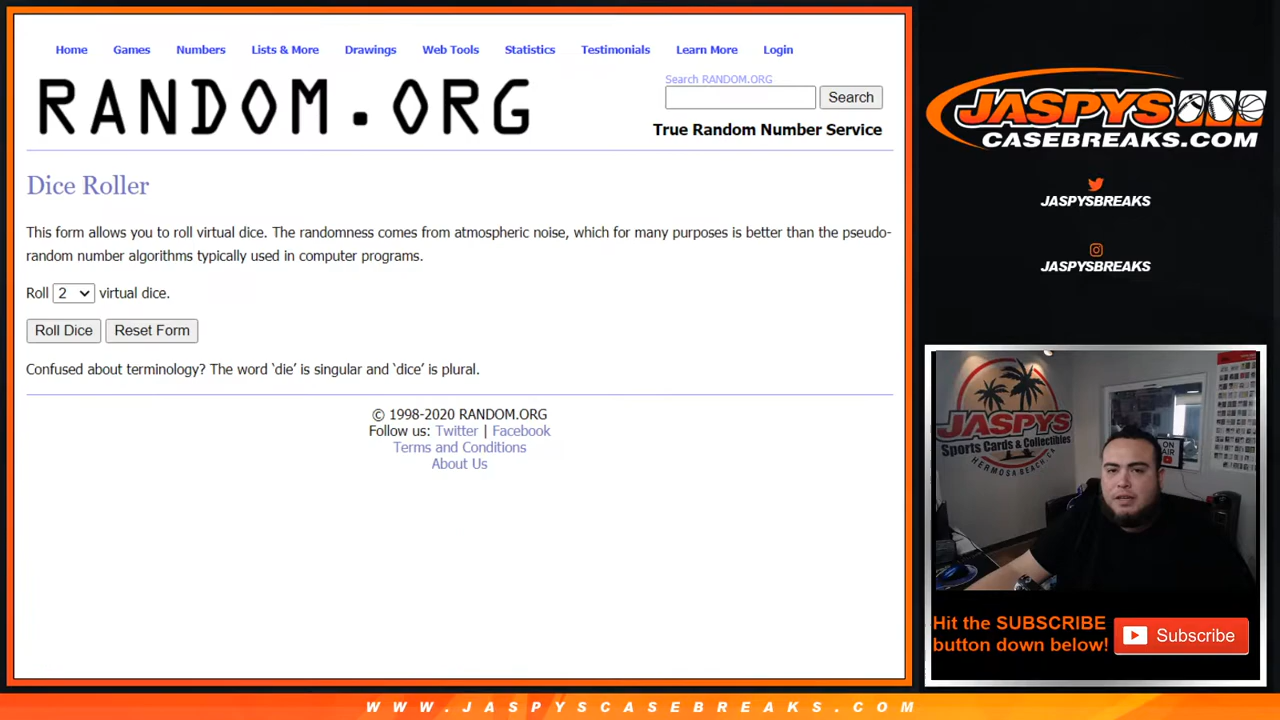 Home Games Numbers Lists & More Drawings Web Tools Statistics Testimonials Learn More Login
RANDOM.ORG
Search RANDOM.ORG
Search
True Random Number Service
Dice Roller
This form allows you to roll virtual dice. The randomness comes from atmospheric noise, which for many purposes is better than the pseudo-
random number algorithms typically used in computer programs.
Roll 2 virtual dice.
Roll Dice Reset Form
Confused about terminology? The word ‘die’ is singular and ‘dice’ is plural.
© 1998-2020 RANDOM.ORG
Follow us: Twitter | Facebook
Terms and Conditions
About Us
JASPYS
CASEBREAKS.COM
JASPYSBREAKS
JASPYSBREAKS
JASPYS
Sports Cards & Collectibles
HERMOSA BEACH, CA
ON
AIR
Hit the SUBSCRIBE
button down below!
Subscribe
WWW.JASPYSCASEBREAKS.COM